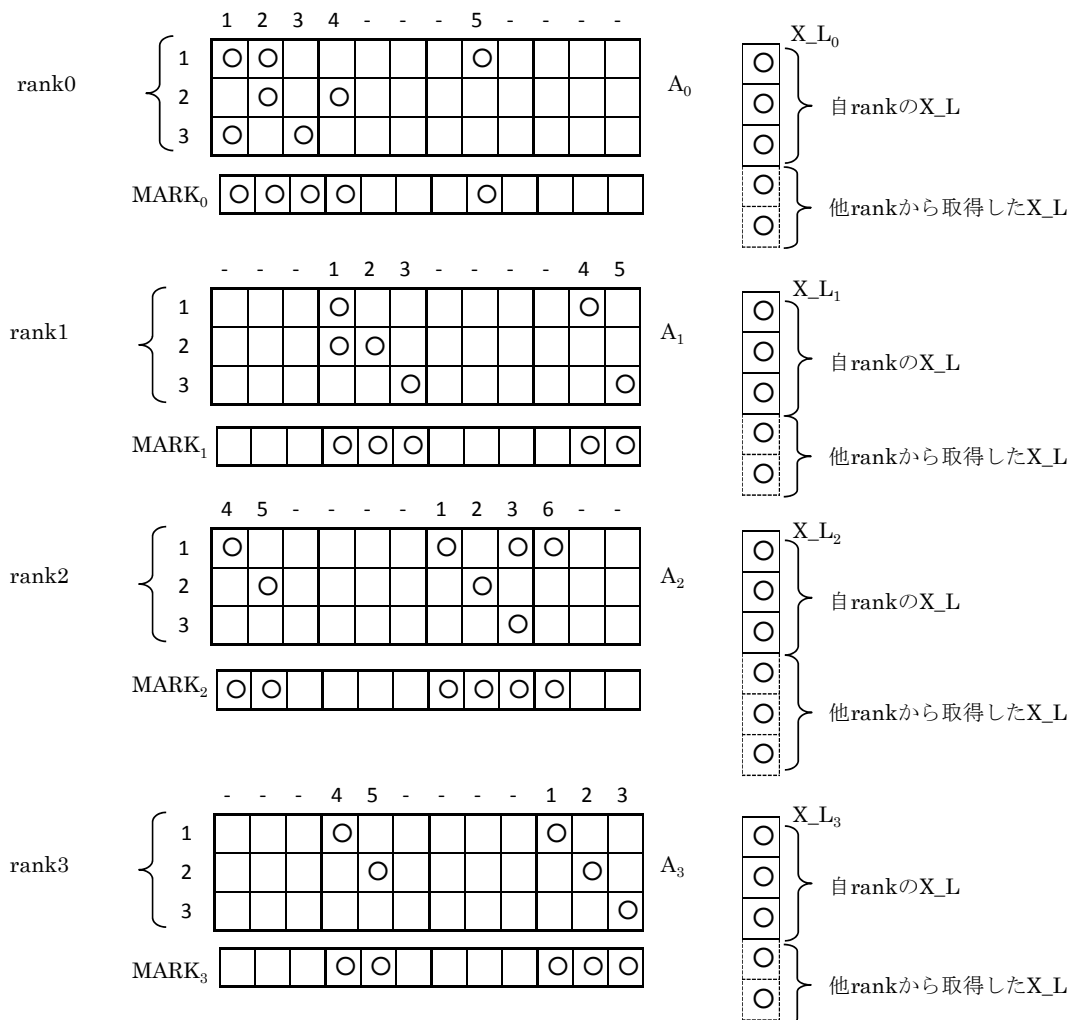 1 2 3 4 - - - 5 - - - -
X_L₀
1
rank0
2
A₀
自rankのX_L
3
MARK₀
他rankから取得したX_L
- - - 1 2 3 - - - - 4 5
X_L₁
1
rank1
2
A₁
自rankのX_L
3
MARK₁
他rankから取得したX_L
4 5 - - - - 1 2 3 6 - -
X_L₂
1
rank2
2
A₂
自rankのX_L
3
MARK₂
他rankから取得したX_L
- - - 4 5 - - - - 1 2 3
X_L₃
1
rank3
2
A₃
自rankのX_L
3
MARK₃
他rankから取得したX_L